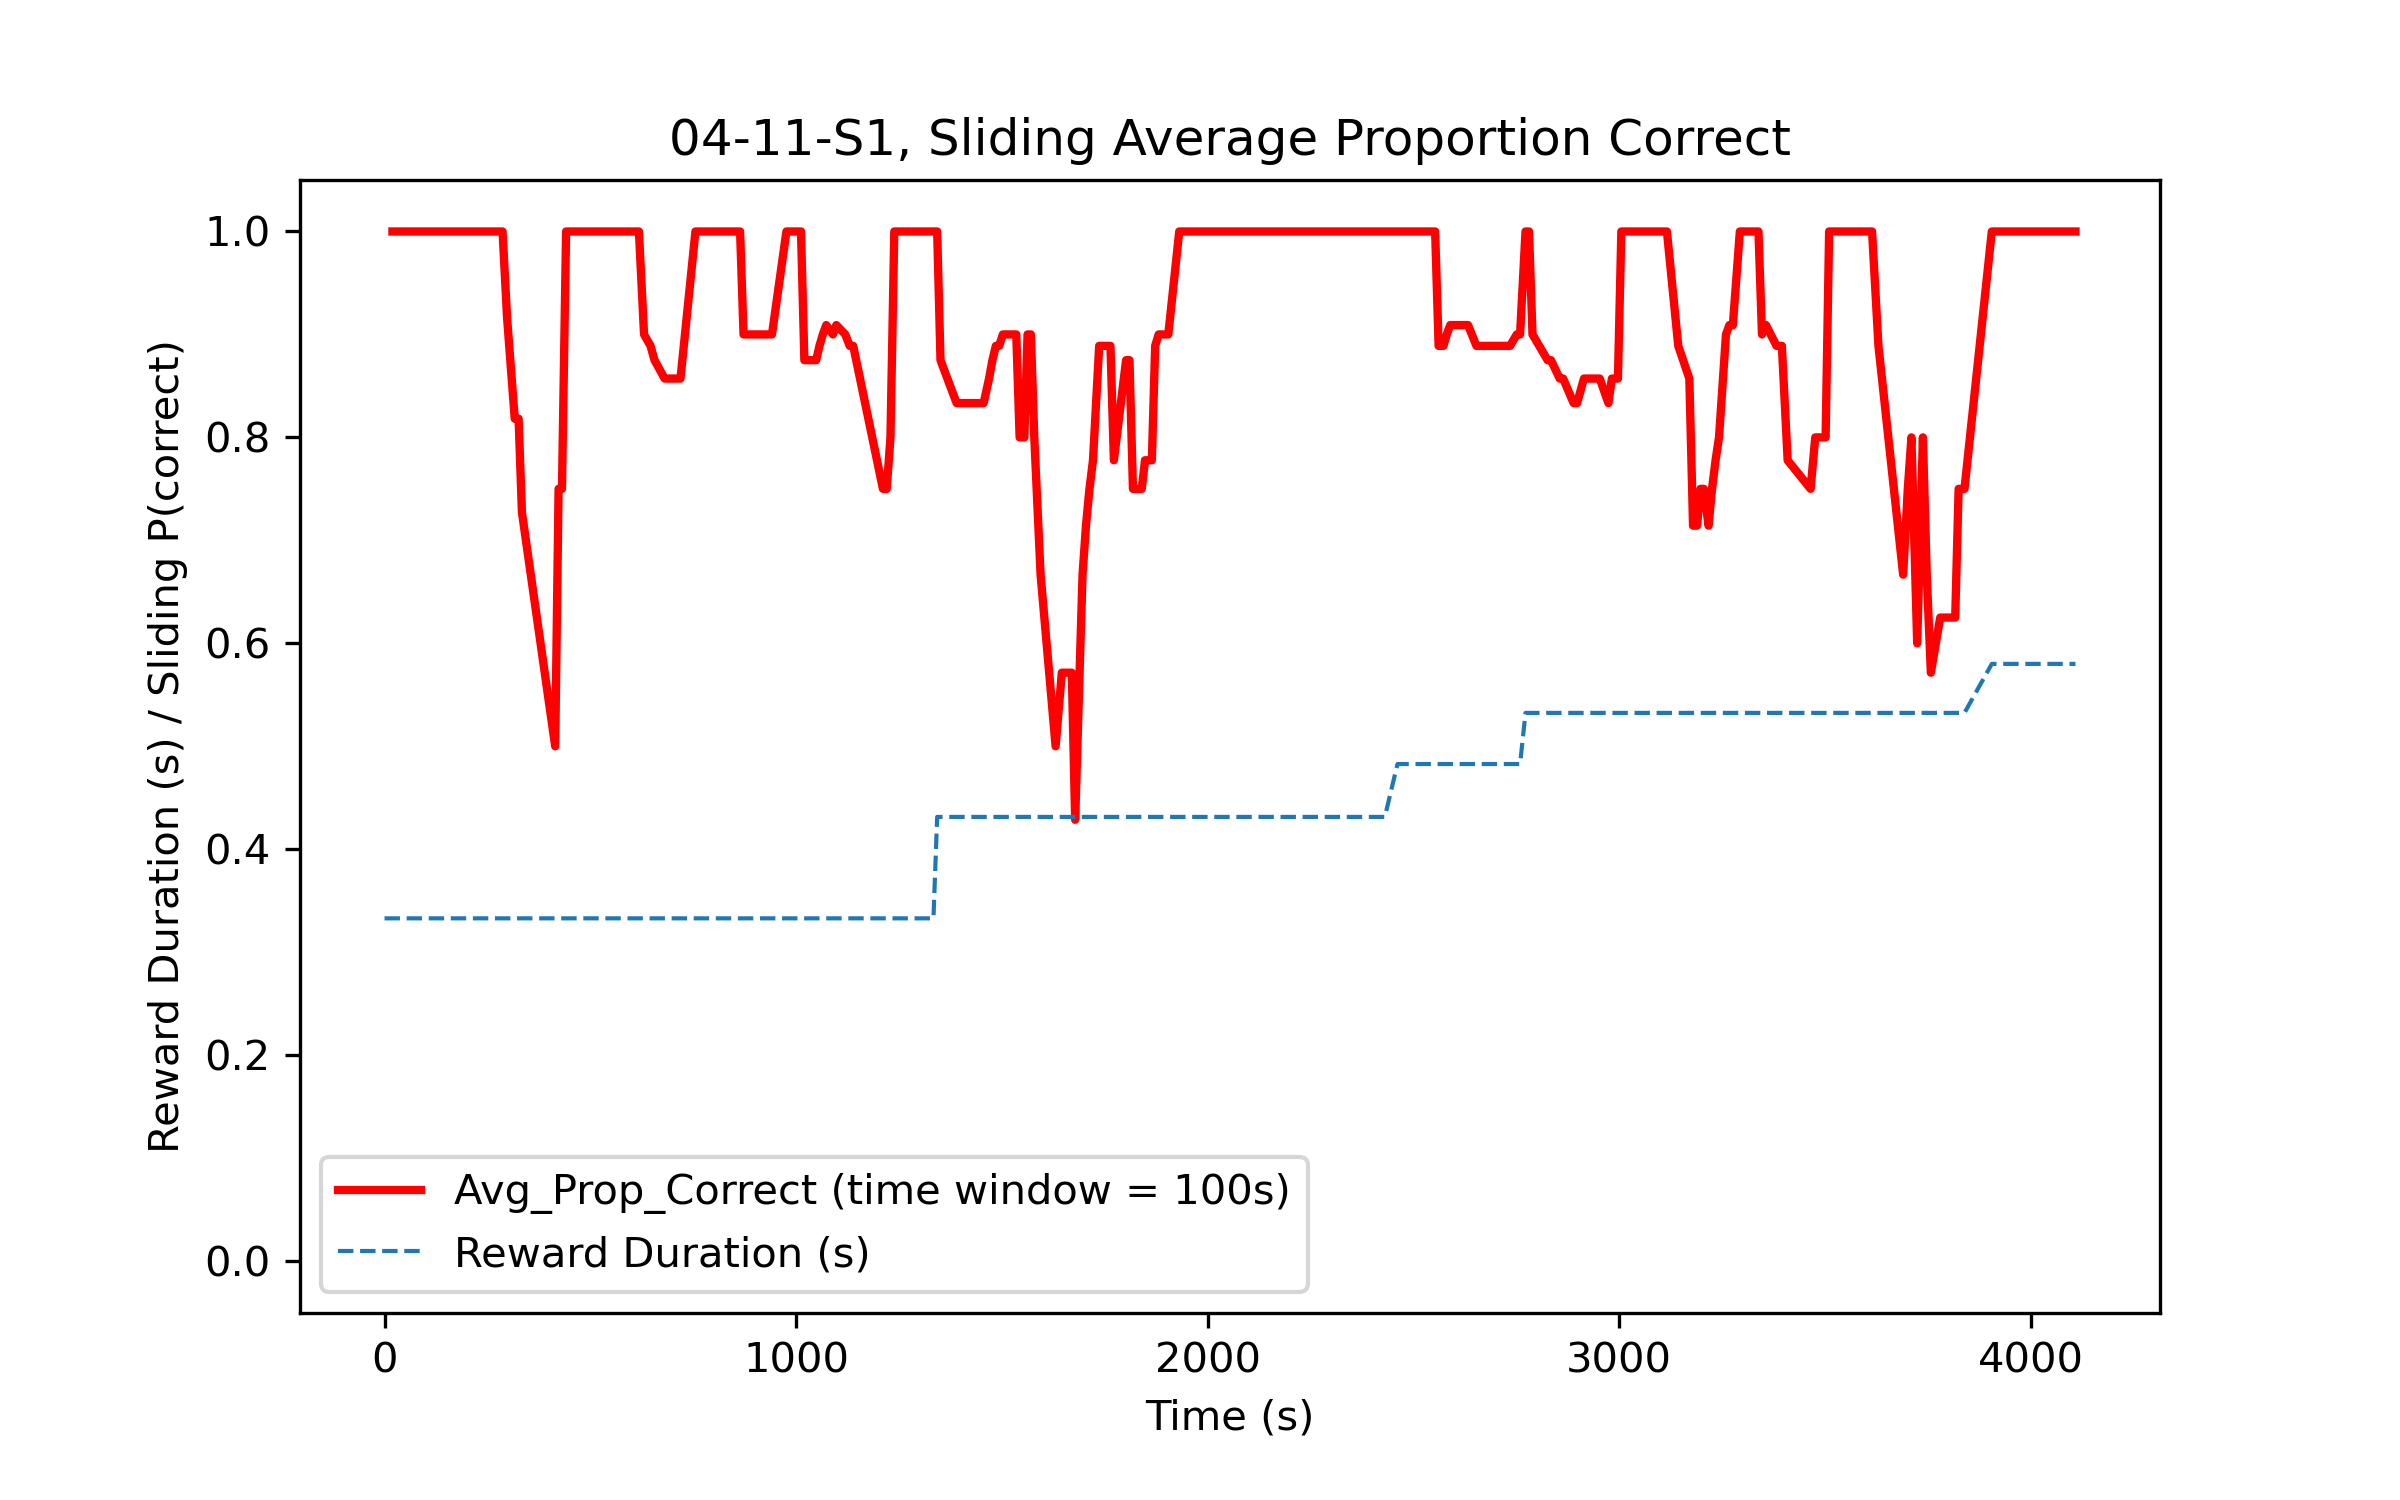 04-11-S1, Sliding Average Proportion Correct
Reward Duration (s) / Sliding P(correct)
1.0
0.8
0.6
0.4
0.2
0.0
Avg_Prop_Correct (time window = 100s)
Reward Duration (s)
0 1000 2000 3000 4000
Time (s)